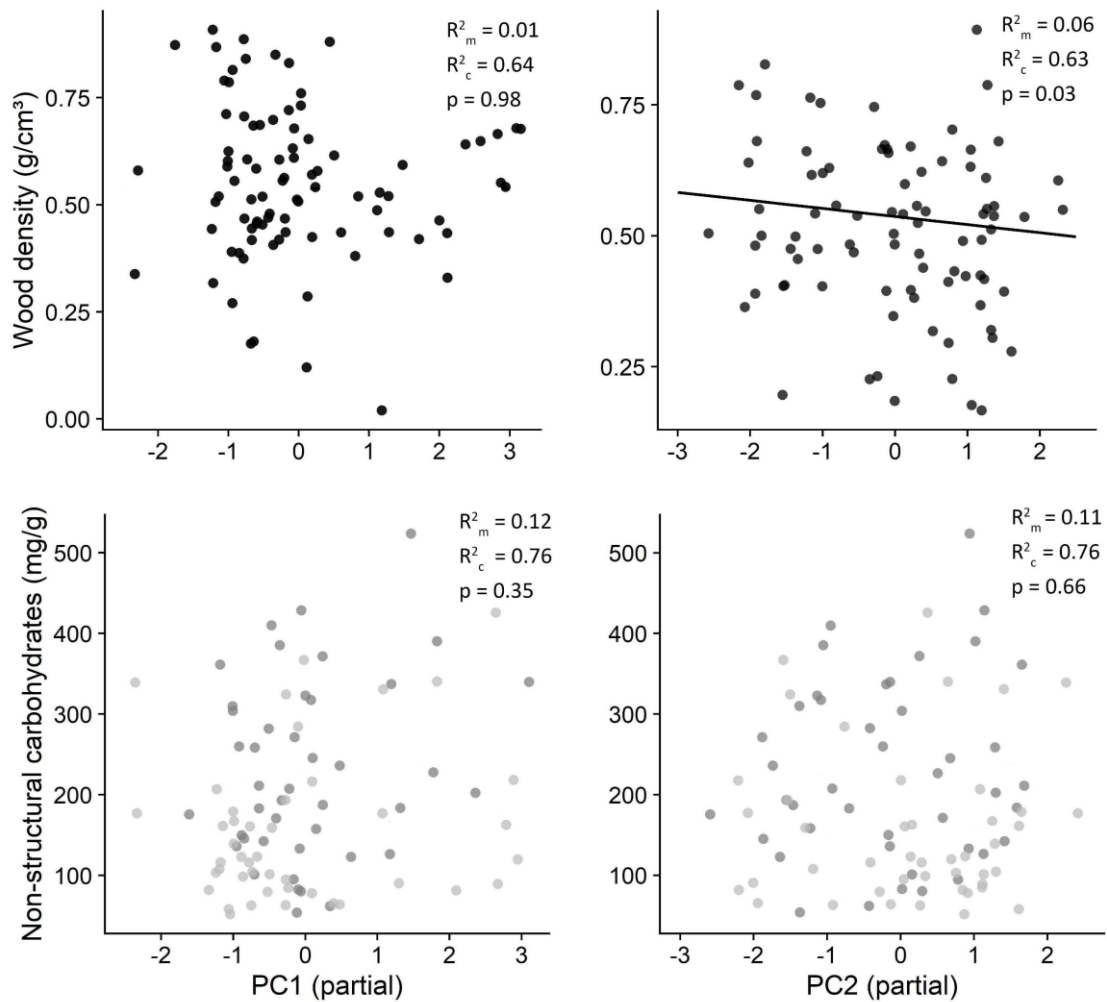 R²m = 0.01
R²c = 0.64
p = 0.98
Wood density (g/cm³)
0.75
0.50
0.25
0.00
-2 -1 0 1 2 3
R²m = 0.06
R²c = 0.63
p = 0.03
0.75
0.50
0.25
-3 -2 -1 0 1 2
R²m = 0.12
R²c = 0.76
p = 0.35
Non-structural carbohydrates (mg/g)
500
400
300
200
100
-2 -1 0 1 2 3
PC1 (partial)
R²m = 0.11
R²c = 0.76
p = 0.66
500
400
300
200
100
-3 -2 -1 0 1 2
PC2 (partial)